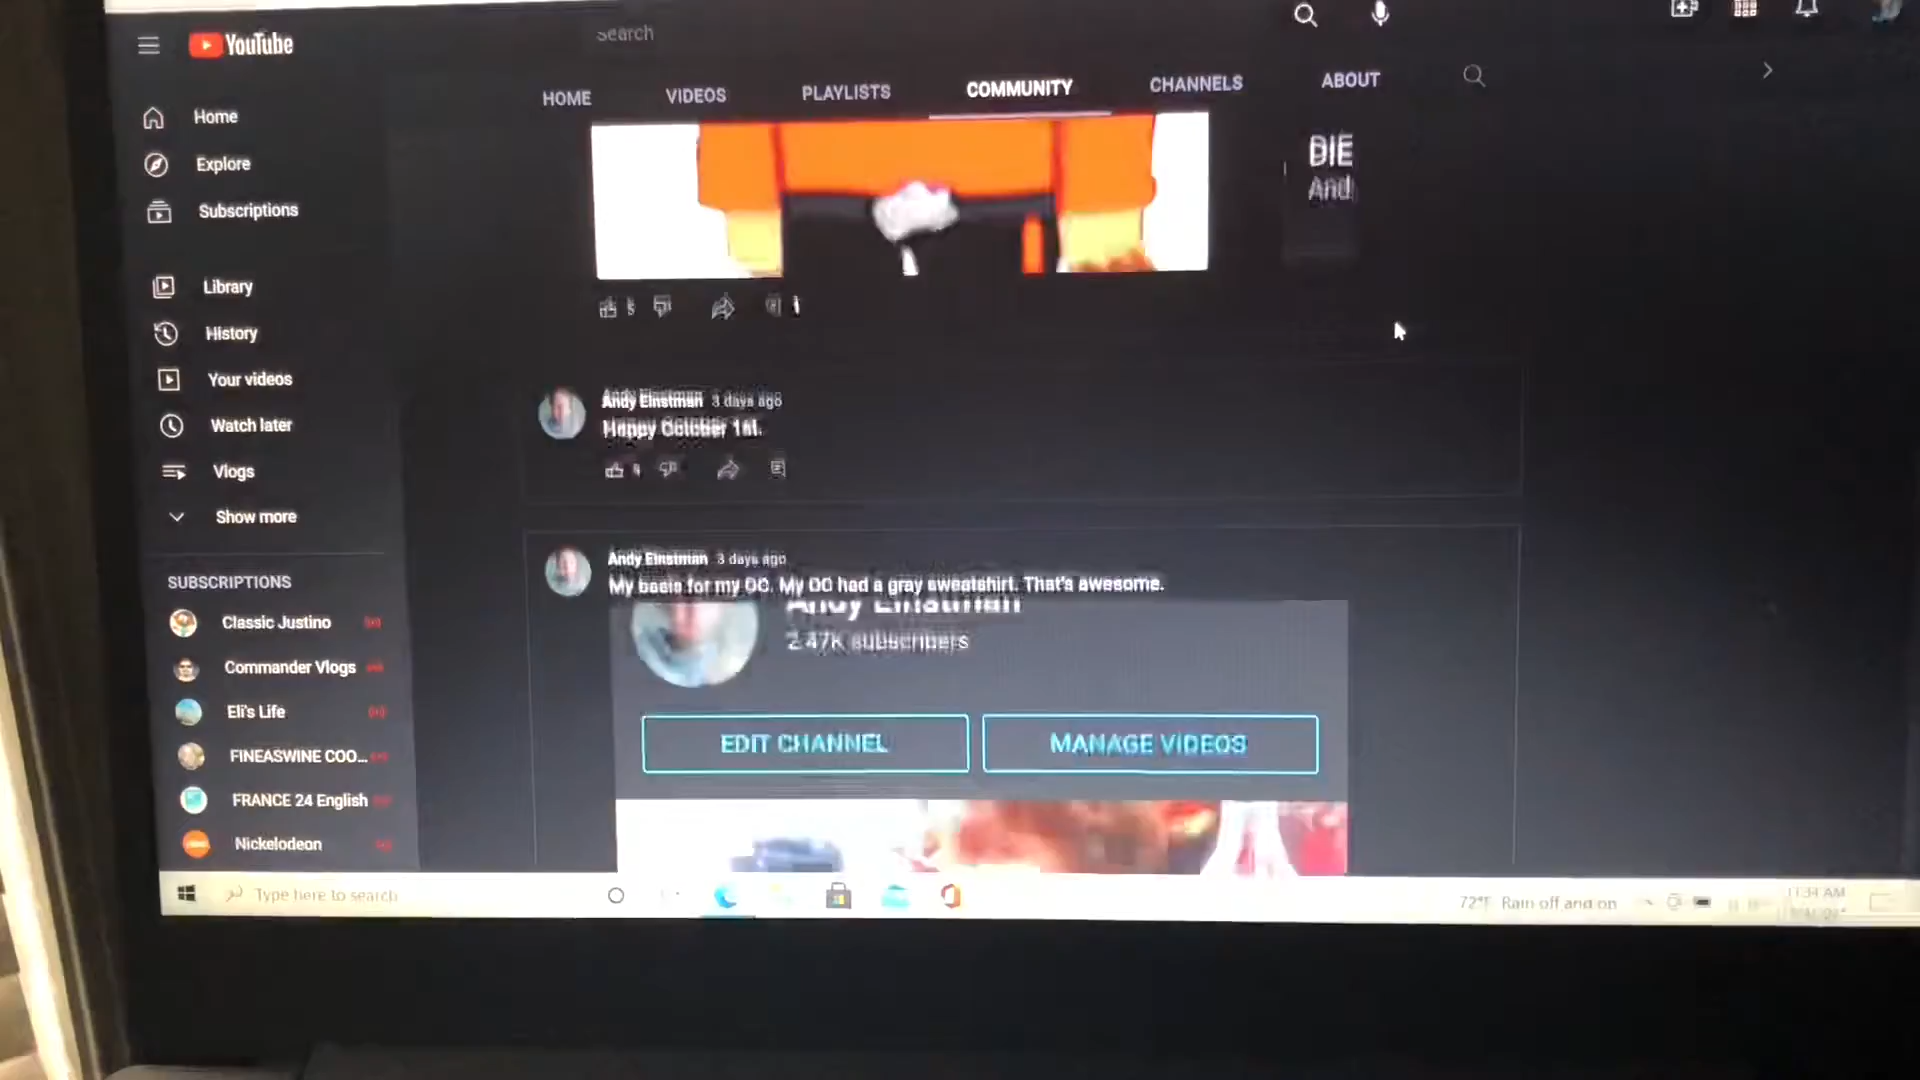 YouTube
Search
HOME VIDEOS PLAYLISTS COMMUNITY CHANNELS ABOUT
Home
Explore
Subscriptions
Library
History
Your videos
Watch later
Vlogs
Show more
SUBSCRIPTIONS
Classic Justino
Commander Vlogs
Eli's Life
FINEASWINE COO...
FRANCE 24 English
Nickelodeon
DIE
And
Andy Einstman 3 days ago
Happy October 1st.
Andy Einstman 3 days ago
My basis for my OC. My OC had a gray sweatshirt. That's awesome.
Andy Einstman
2.47K subscribers
EDIT CHANNEL MANAGE VIDEOS
Type here to search
72°F Rain off and on
11:34 AM